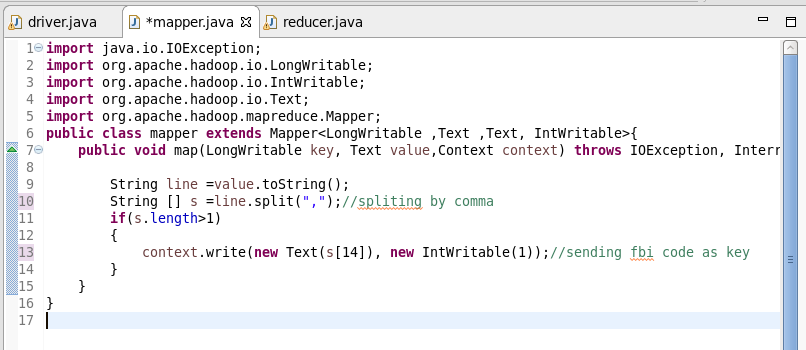 driver.java *mapper.java reducer.java
1 import java.io.IOException;
2 import org.apache.hadoop.io.LongWritable;
3 import org.apache.hadoop.io.IntWritable;
4 import org.apache.hadoop.io.Text;
5 import org.apache.hadoop.mapreduce.Mapper;
6 public class mapper extends Mapper<LongWritable ,Text ,Text, IntWritable>{
7 public void map(LongWritable key, Text value,Context context) throws IOException, Interr
8
9 String line =value.toString();
10 String [] s =line.split(",");//spliting by comma
11 if(s.length>1)
12 {
13 context.write(new Text(s[14]), new IntWritable(1));//sending fbi code as key
14 }
15 }
16 }
17